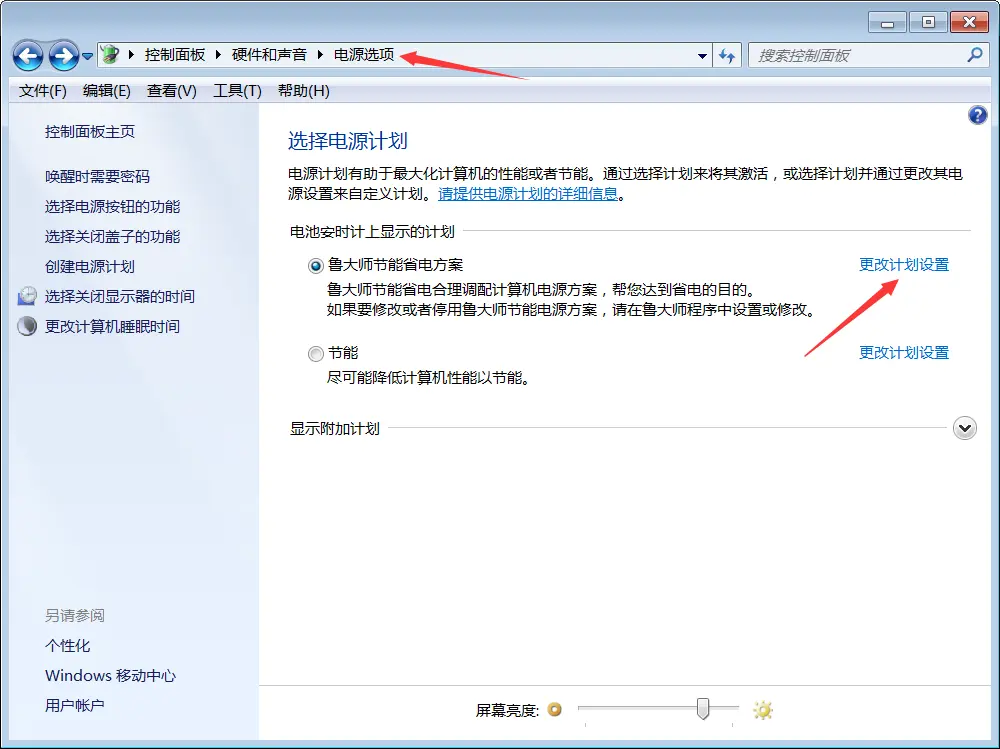 控制面板 硬件和声音 电源选项 搜索控制面板
文件(F) 编辑(E) 查看(V) 工具(T) 帮助(H)
控制面板主页
唤醒时需要密码
选择电源按钮的功能
选择关闭盖子的功能
创建电源计划
选择关闭显示器的时间
更改计算机睡眠时间
另请参阅
个性化
Windows 移动中心
用户帐户
选择电源计划
电源计划有助于最大化计算机的性能或者节能。通过选择计划来将其激活，或选择计划并通过更改其电
源设置来自定义计划。请提供电源计划的详细信息。
电池安时计上显示的计划
鲁大师节能省电方案 更改计划设置
鲁大师节能省电合理调配计算机电源方案，帮您达到省电的目的。
如果要修改或者停用鲁大师节能电源方案，请在鲁大师程序中设置或修改。
节能 更改计划设置
尽可能降低计算机性能以节能。
显示附加计划
屏幕亮度: